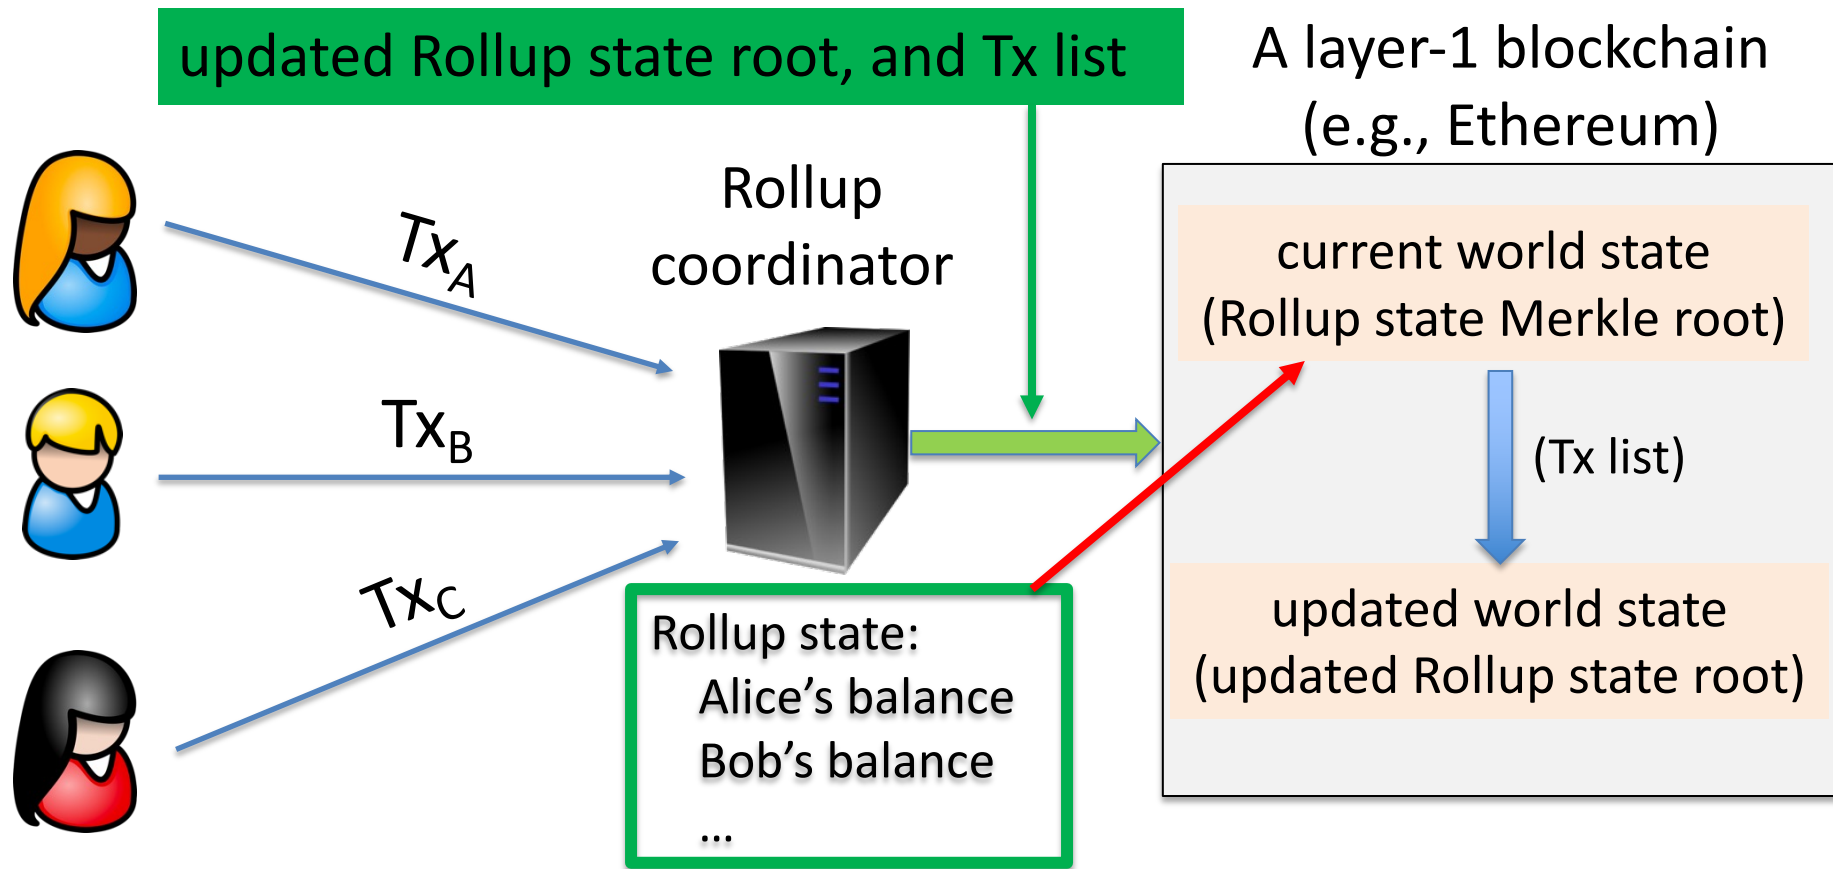 updated Rollup state root, and Tx list
A layer-1 blockchain
(e.g., Ethereum)
Rollup
coordinator
TxA
TxB
TxC
current world state
(Rollup state Merkle root)
(Tx list)
updated world state
(updated Rollup state root)
Rollup state:
Alice’s balance
Bob’s balance
...